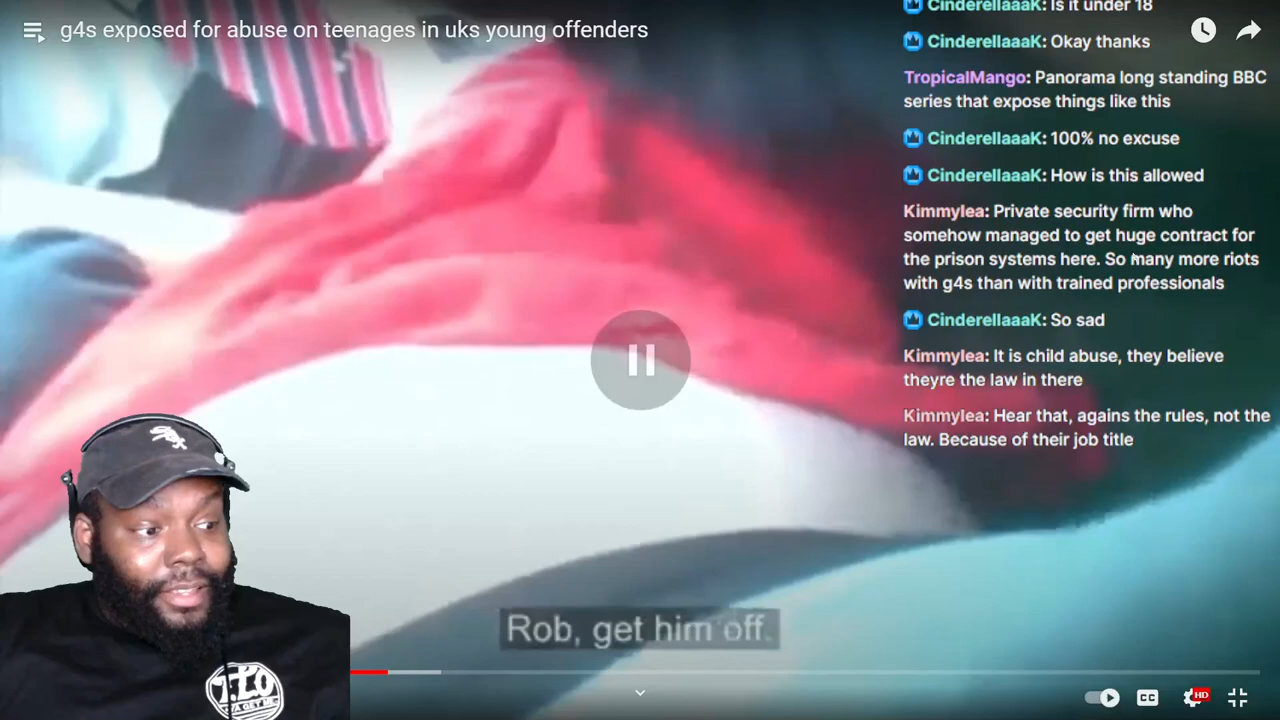 g4s exposed for abuse on teenages in uks young offenders
CinderellaaaK: Is it under 18
CinderellaaaK: Okay thanks
TropicalMango: Panorama long standing BBC
series that expose things like this
CinderellaaaK: 100% no excuse
CinderellaaaK: How is this allowed
Kimmylea: Private security firm who
somehow managed to get huge contract for
the prison systems here. So many more riots
with g4s than with trained professionals
CinderellaaaK: So sad
Kimmylea: It is child abuse, they believe
theyre the law in there
Kimmylea: Hear that, agains the rules, not the
law. Because of their job title
Rob, get him off.
CC
HD